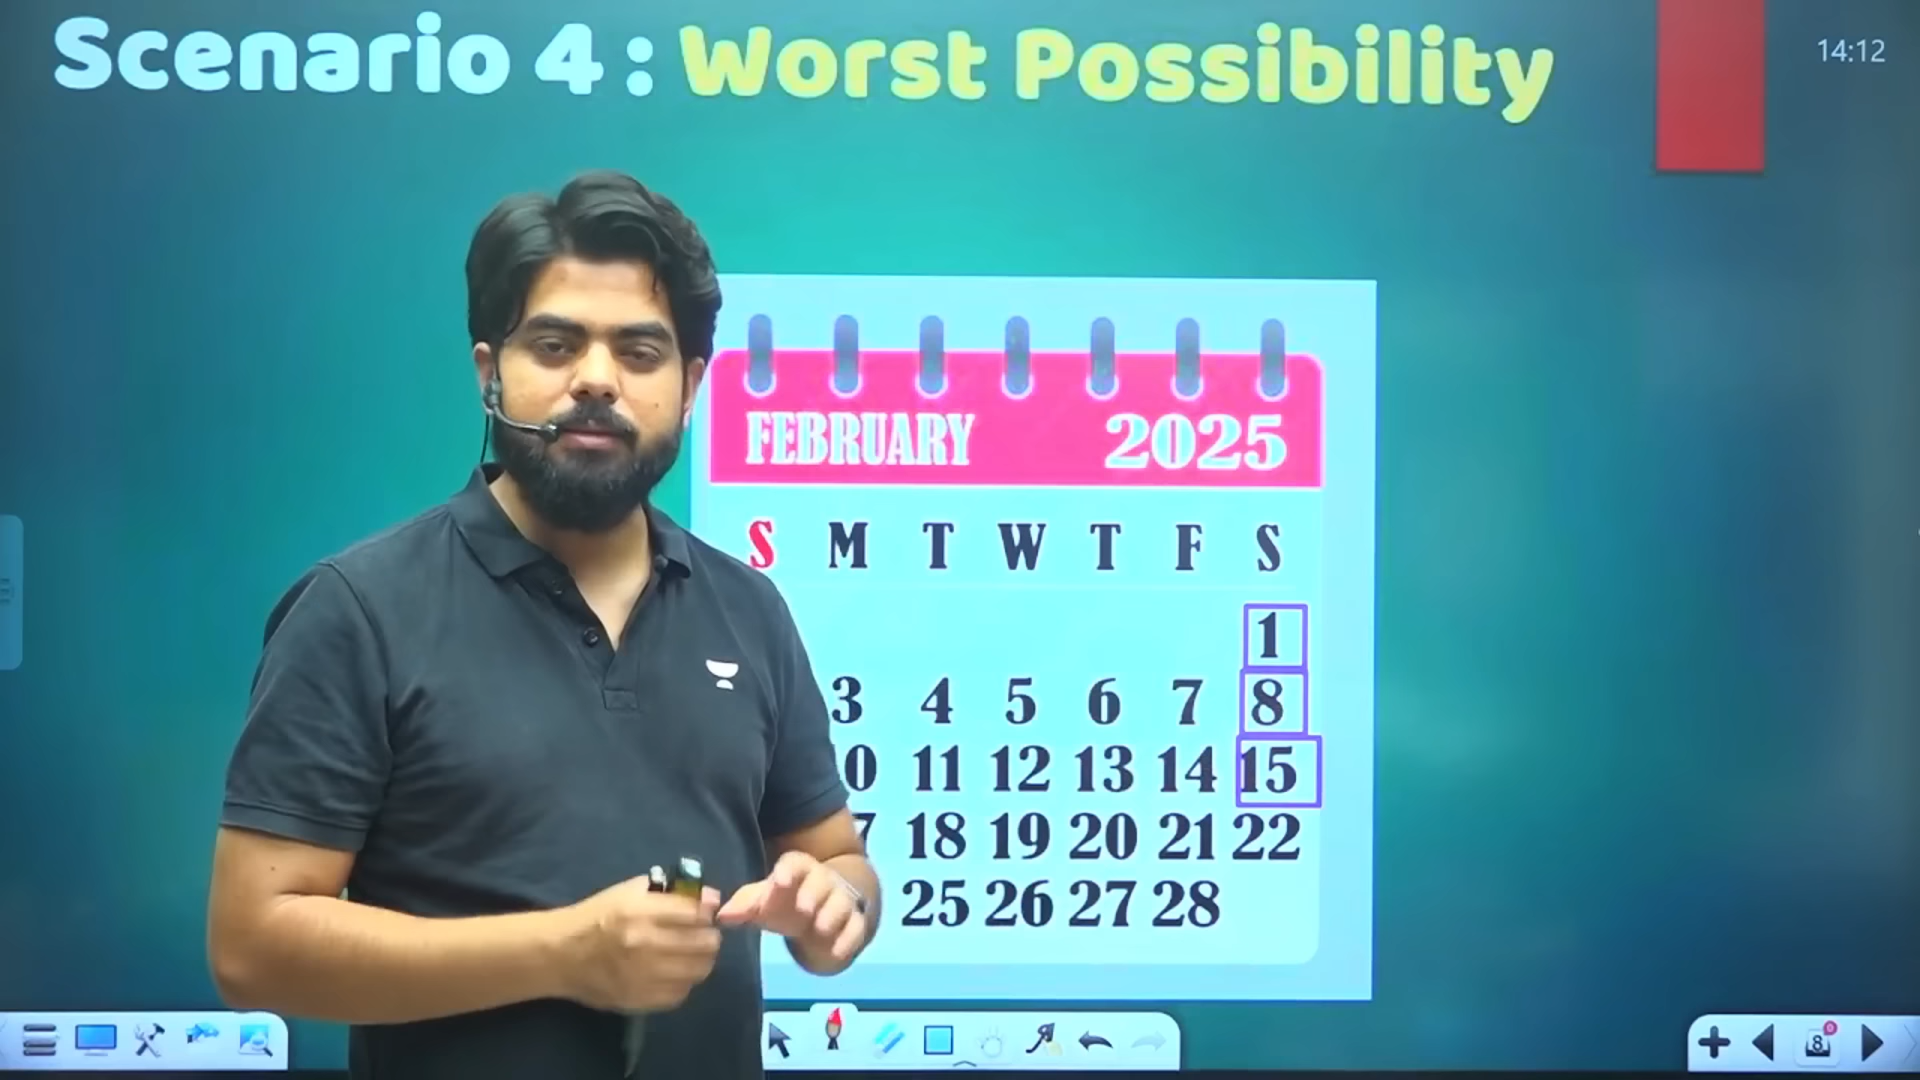 Scenario 4 : Worst Possibility
14:12
FEBRUARY 2025
S M T W T F S
1
3 4 5 6 7 8
11 12 13 14 15
18 19 20 21 22
25 26 27 28
8